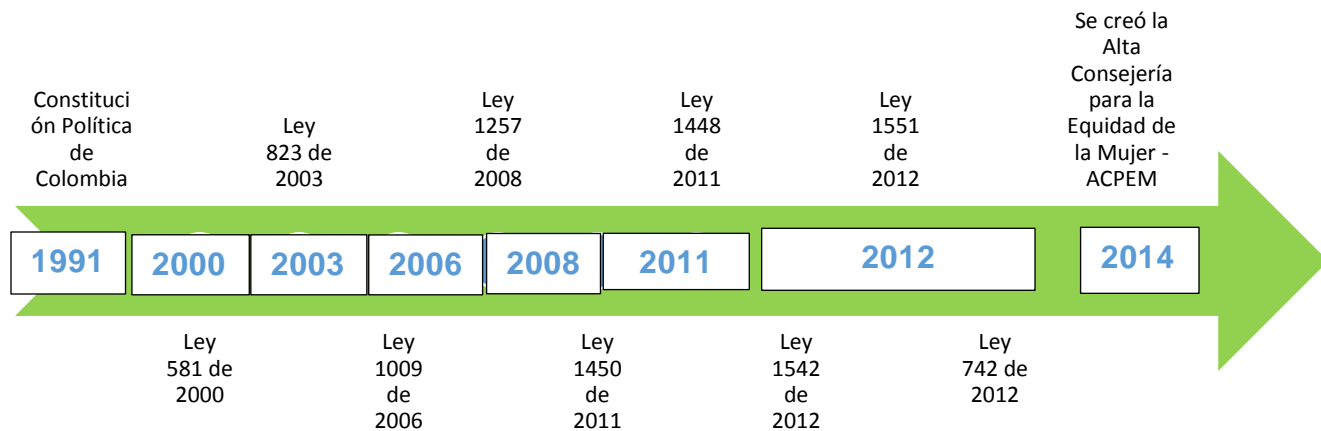 Se creó la
Alta
Consejería
para la
Equidad de
la Mujer -
ACPEM
Constituci
ón Política
de
Colombia
Ley
823 de
2003
Ley
1257
de
2008
Ley
1448
de
2011
Ley
1551
de
2012
1991
2000
2003
2006
2008
2011
2012
2014
Ley
581 de
2000
Ley
1009
de
2006
Ley
1450
de
2011
Ley
1542
de
2012
Ley
742 de
2012